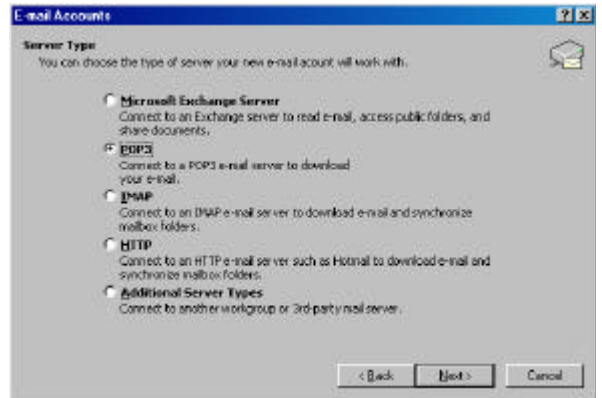 E-mail Accounts
Server Type
You can choose the type of server your new e-mail acount will work with.
Microsoft Exchange Server
Connect to an Exchange server to read e-mail, access public folders, and
share documents.
POP3
Connect to a POP3 e-mail server to download
your e-mail.
IMAP
Connect to an IMAP e-mail server to download e-mail and synchronize
mailbox folders.
HTTP
Connect to an HTTP e-mail server such as Hotmail to download e-mail and
synchronize mailbox folders.
Additional Server Types
Connect to another workgroup or 3rd-party mail server.
< Back Next > Cancel